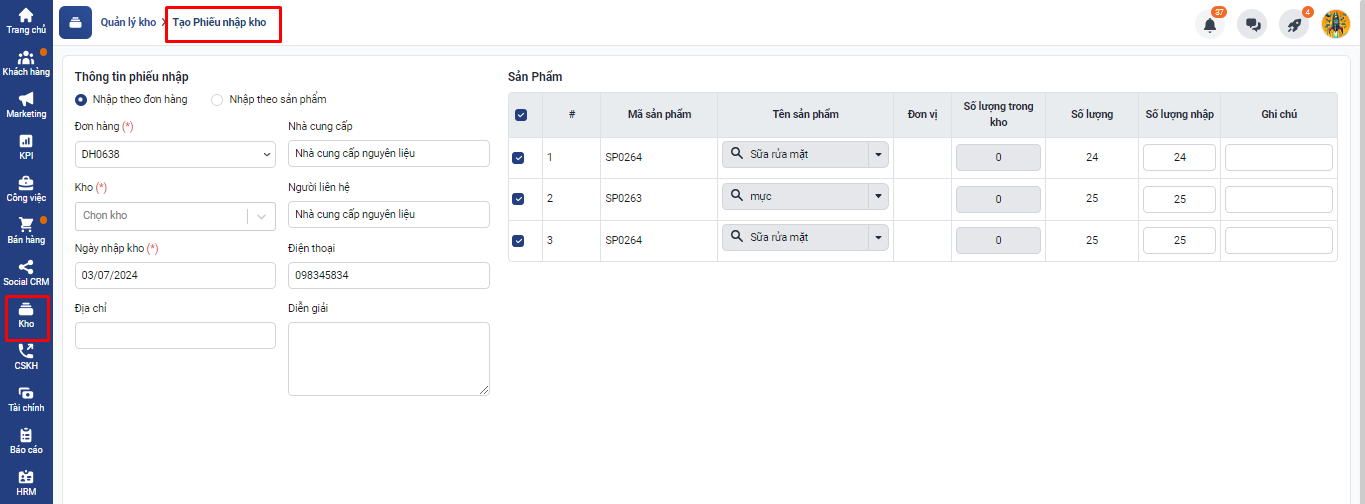 Trang chủ
Khách hàng
Marketing
KPI
Công việc
Bán hàng
Social CRM
Kho
CSKH
Tài chính
Báo cáo
HRM
Quản lý kho > Tạo Phiếu nhập kho
37
4
Thông tin phiếu nhập
Nhập theo đơn hàng Nhập theo sản phẩm
Đơn hàng (*) Nhà cung cấp
DH0638 Nhà cung cấp nguyên liệu
Kho (*) Người liên hệ
Chọn kho Nhà cung cấp nguyên liệu
Ngày nhập kho (*) Điện thoại
03/07/2024 098345834
Địa chỉ Diễn giải
Sản Phẩm
# Mã sản phẩm Tên sản phẩm Đơn vị Số lượng trong kho Số lượng Số lượng nhập Ghi chú
1 SP0264 Sữa rửa mặt 0 24 24
2 SP0263 mực 0 25 25
3 SP0264 Sữa rửa mặt 0 25 25